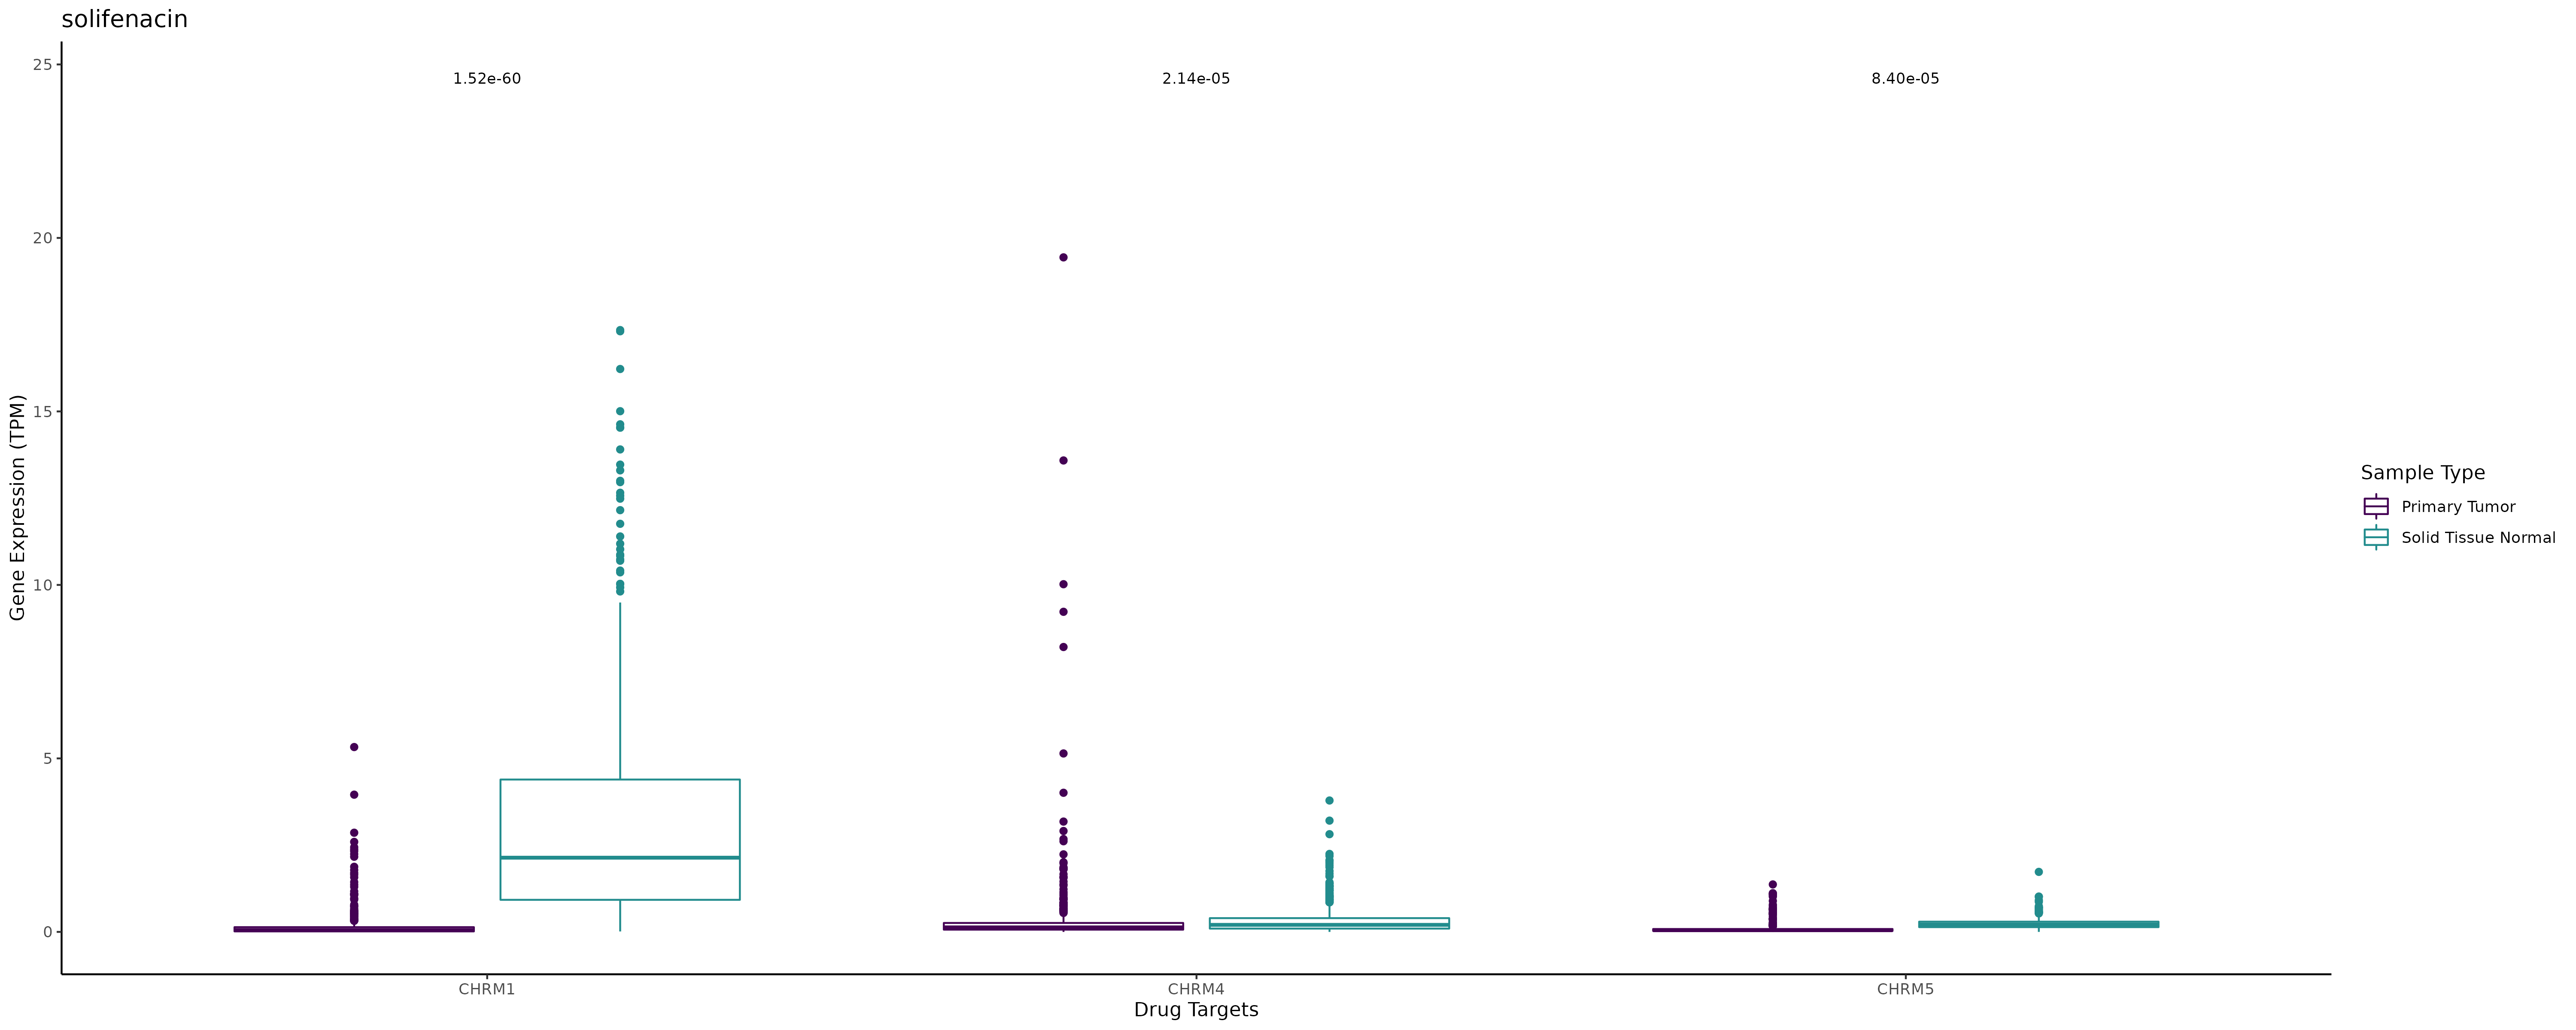 solifenacin
25
20
15
10
5
0
Gene Expression (TPM)
1.52e-60
2.14e-05
8.40e-05
CHRM1
CHRM4
CHRM5
Drug Targets
Sample Type
Primary Tumor
Solid Tissue Normal